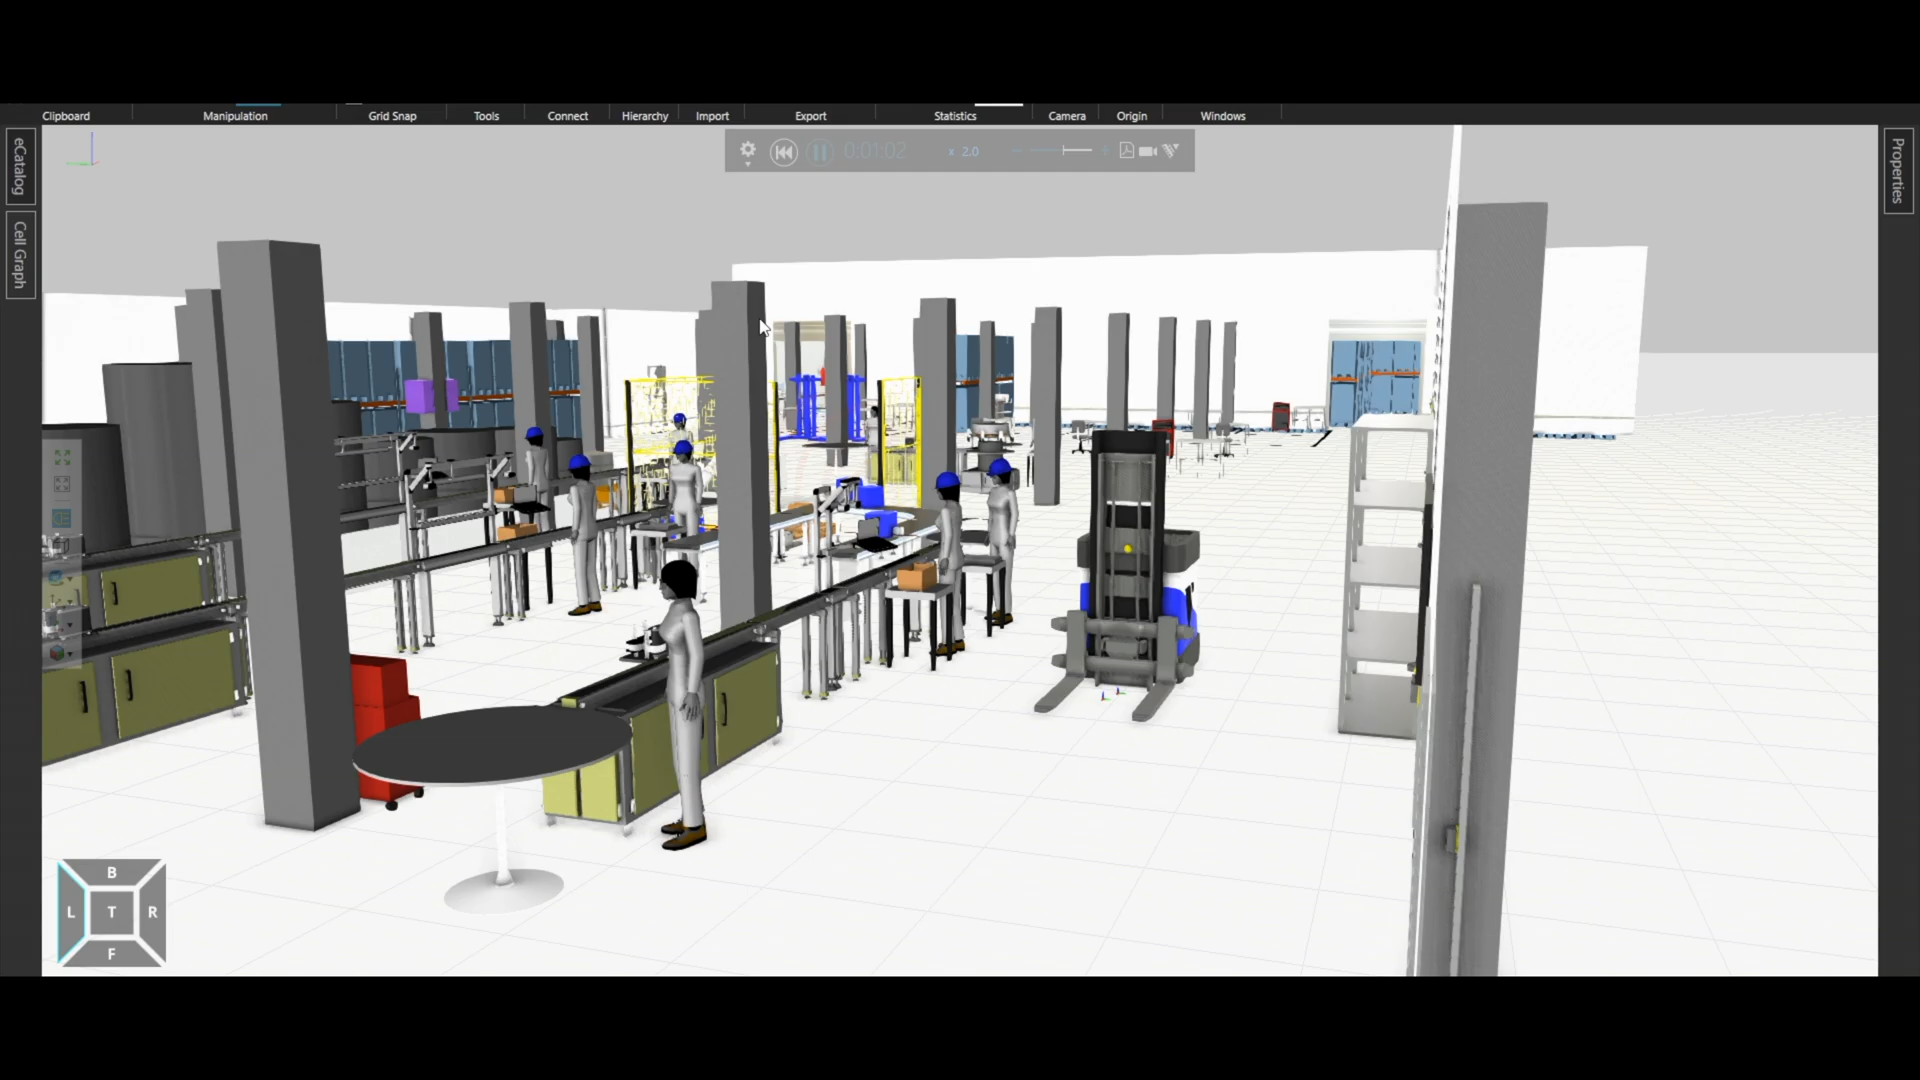 Clipboard Manipulation Grid Snap Tools Connect Hierarchy Import Export Statistics Camera Origin Windows
eCatalog
Cell Graph
0:01:02 x 2.0
Properties
B
L T R
F